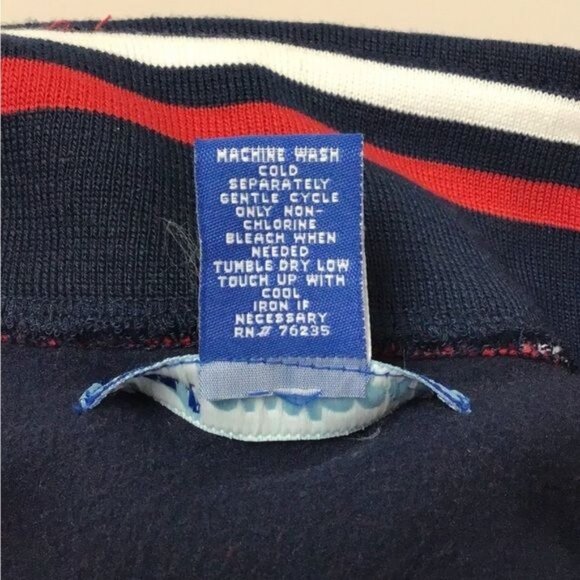 MACHINE WASH
COLD
SEPARATELY
GENTLE CYCLE
ONLY NON-
CHLORINE
BLEACH WHEN
NEEDED
TUMBLE DRY LOW
TOUCH UP WITH
COOL
IRON IF
NECESSARY
RN# 76235